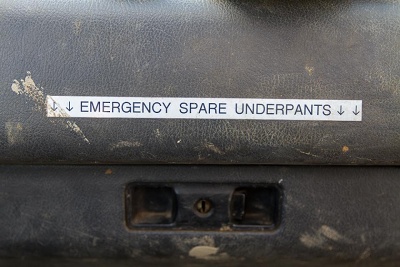 ↓ ↓ EMERGENCY SPARE UNDERPANTS ↓ ↓